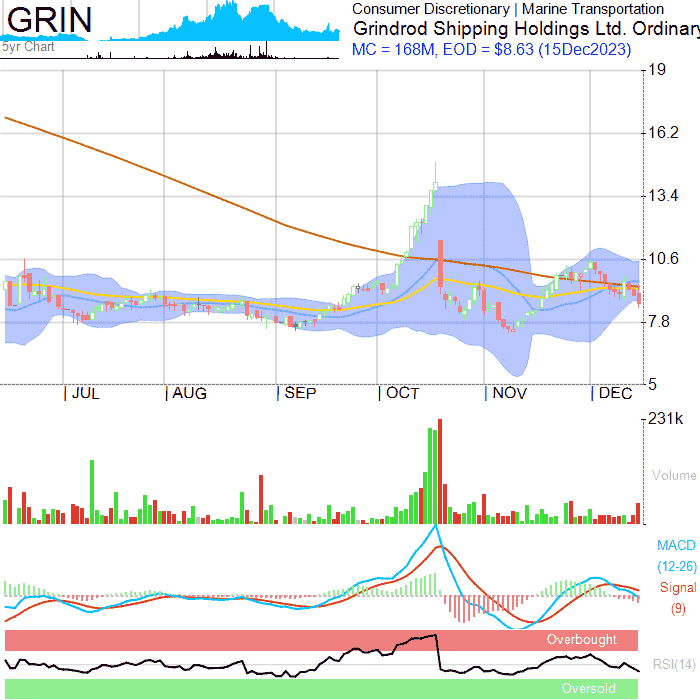 GRIN
5yr Chart
Consumer Discretionary | Marine Transportation
Grindrod Shipping Holdings Ltd. Ordinary
MC = 168M, EOD = $8.63 (15Dec2023)
19
16.2
13.4
10.6
7.8
5
JUL AUG SEP OCT NOV DEC
231k
Volume
MACD
(12-26)
Signal
(9)
Overbought
RSI(14)
Oversold